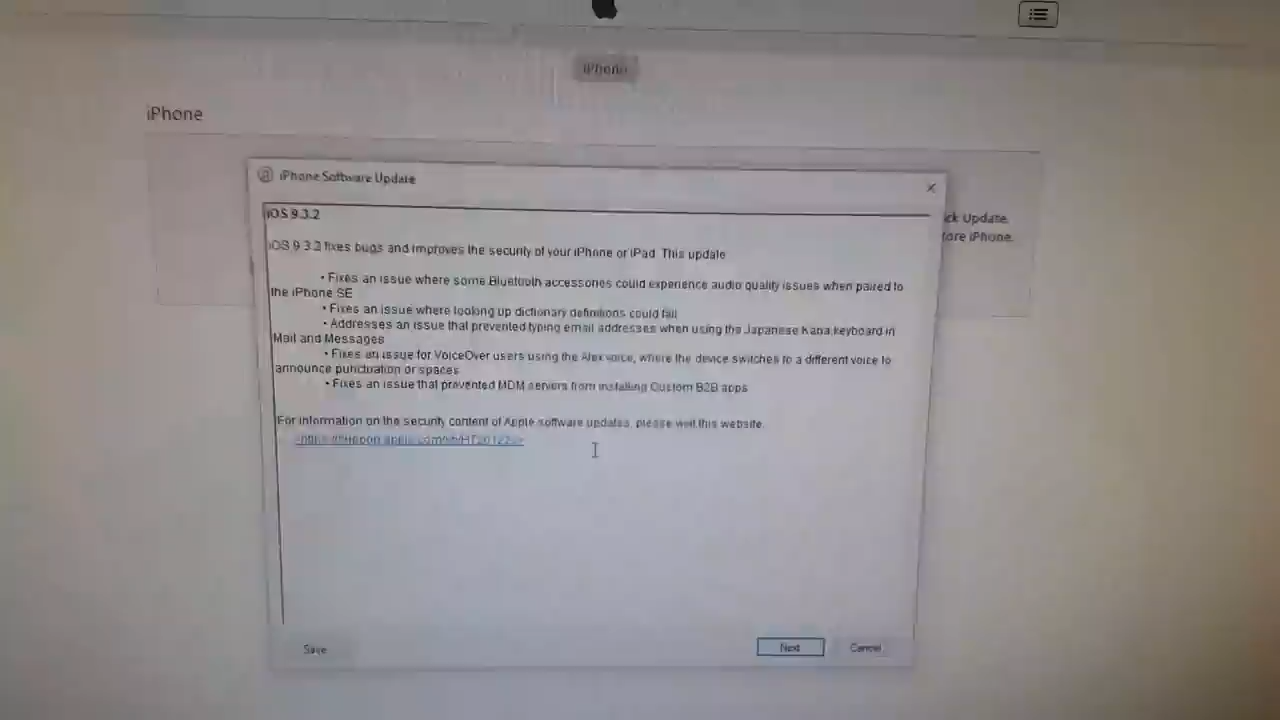 iPhone
iPhone
iPhone Software Update
ck Update.
tore iPhone.
iOS 9.3.2
iOS 9.3.2 fixes bugs and improves the security of your iPhone or iPad. This update:
• Fixes an issue where some Bluetooth accessories could experience audio quality issues when paired to
the iPhone SE
• Fixes an issue where looking up dictionary definitions could fail
• Addresses an issue that prevented typing email addresses when using the Japanese Kana keyboard in
Mail and Messages
• Fixes an issue for VoiceOver users using the Alex voice, where the device switches to a different voice to
announce punctuation or spaces
• Fixes an issue that prevented MDM servers from installing Custom B2B apps
For information on the security content of Apple software updates, please visit this website:
Save
Next
Cancel